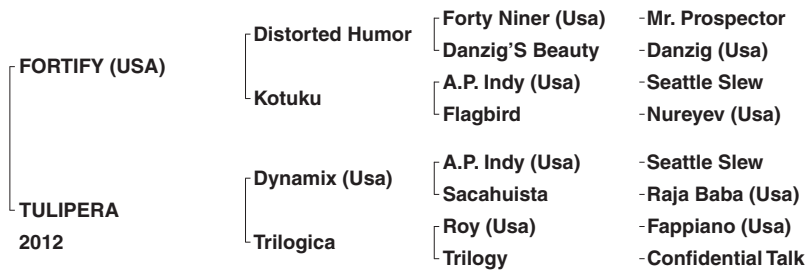 FORTIFY (USA)
Distorted Humor
Forty Niner (Usa)
Mr. Prospector
Danzig'S Beauty
Danzig (Usa)
Kotuku
A.P. Indy (Usa)
Seattle Slew
Flagbird
Nureyev (Usa)
TULIPERA
2012
Dynamix (Usa)
A.P. Indy (Usa)
Seattle Slew
Sacahuista
Raja Baba (Usa)
Trilogica
Roy (Usa)
Fappiano (Usa)
Trilogy
Confidential Talk